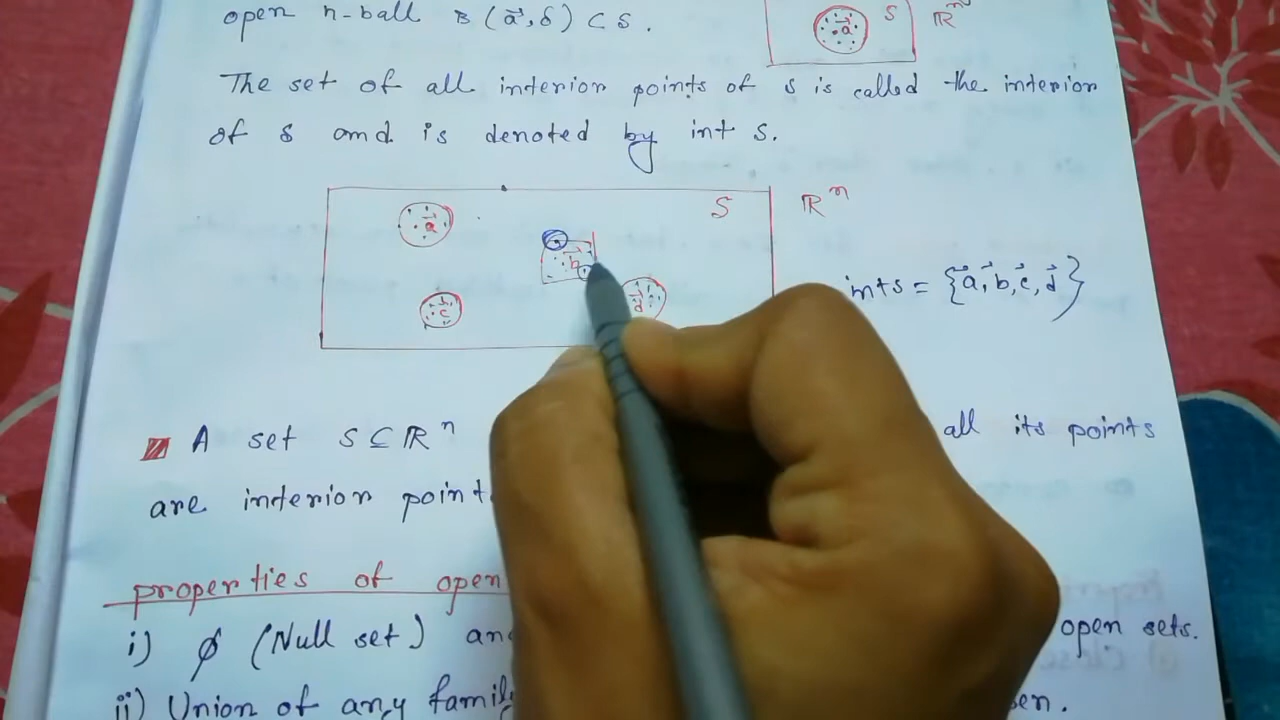 open n-ball B (a⃗, δ) ⊂ S.
a⃗ S ℝⁿ
The set of all interior points of S is called the interior
of S and is denoted by int S.
S ℝⁿ
a⃗
b⃗
c⃗
d⃗
int S = {a⃗, b⃗, c⃗, d⃗}
A set S ⊆ ℝⁿ all its points
are interior point
properties of open
i) ϕ (Null set) an open sets.
ii) Union of any famil en.